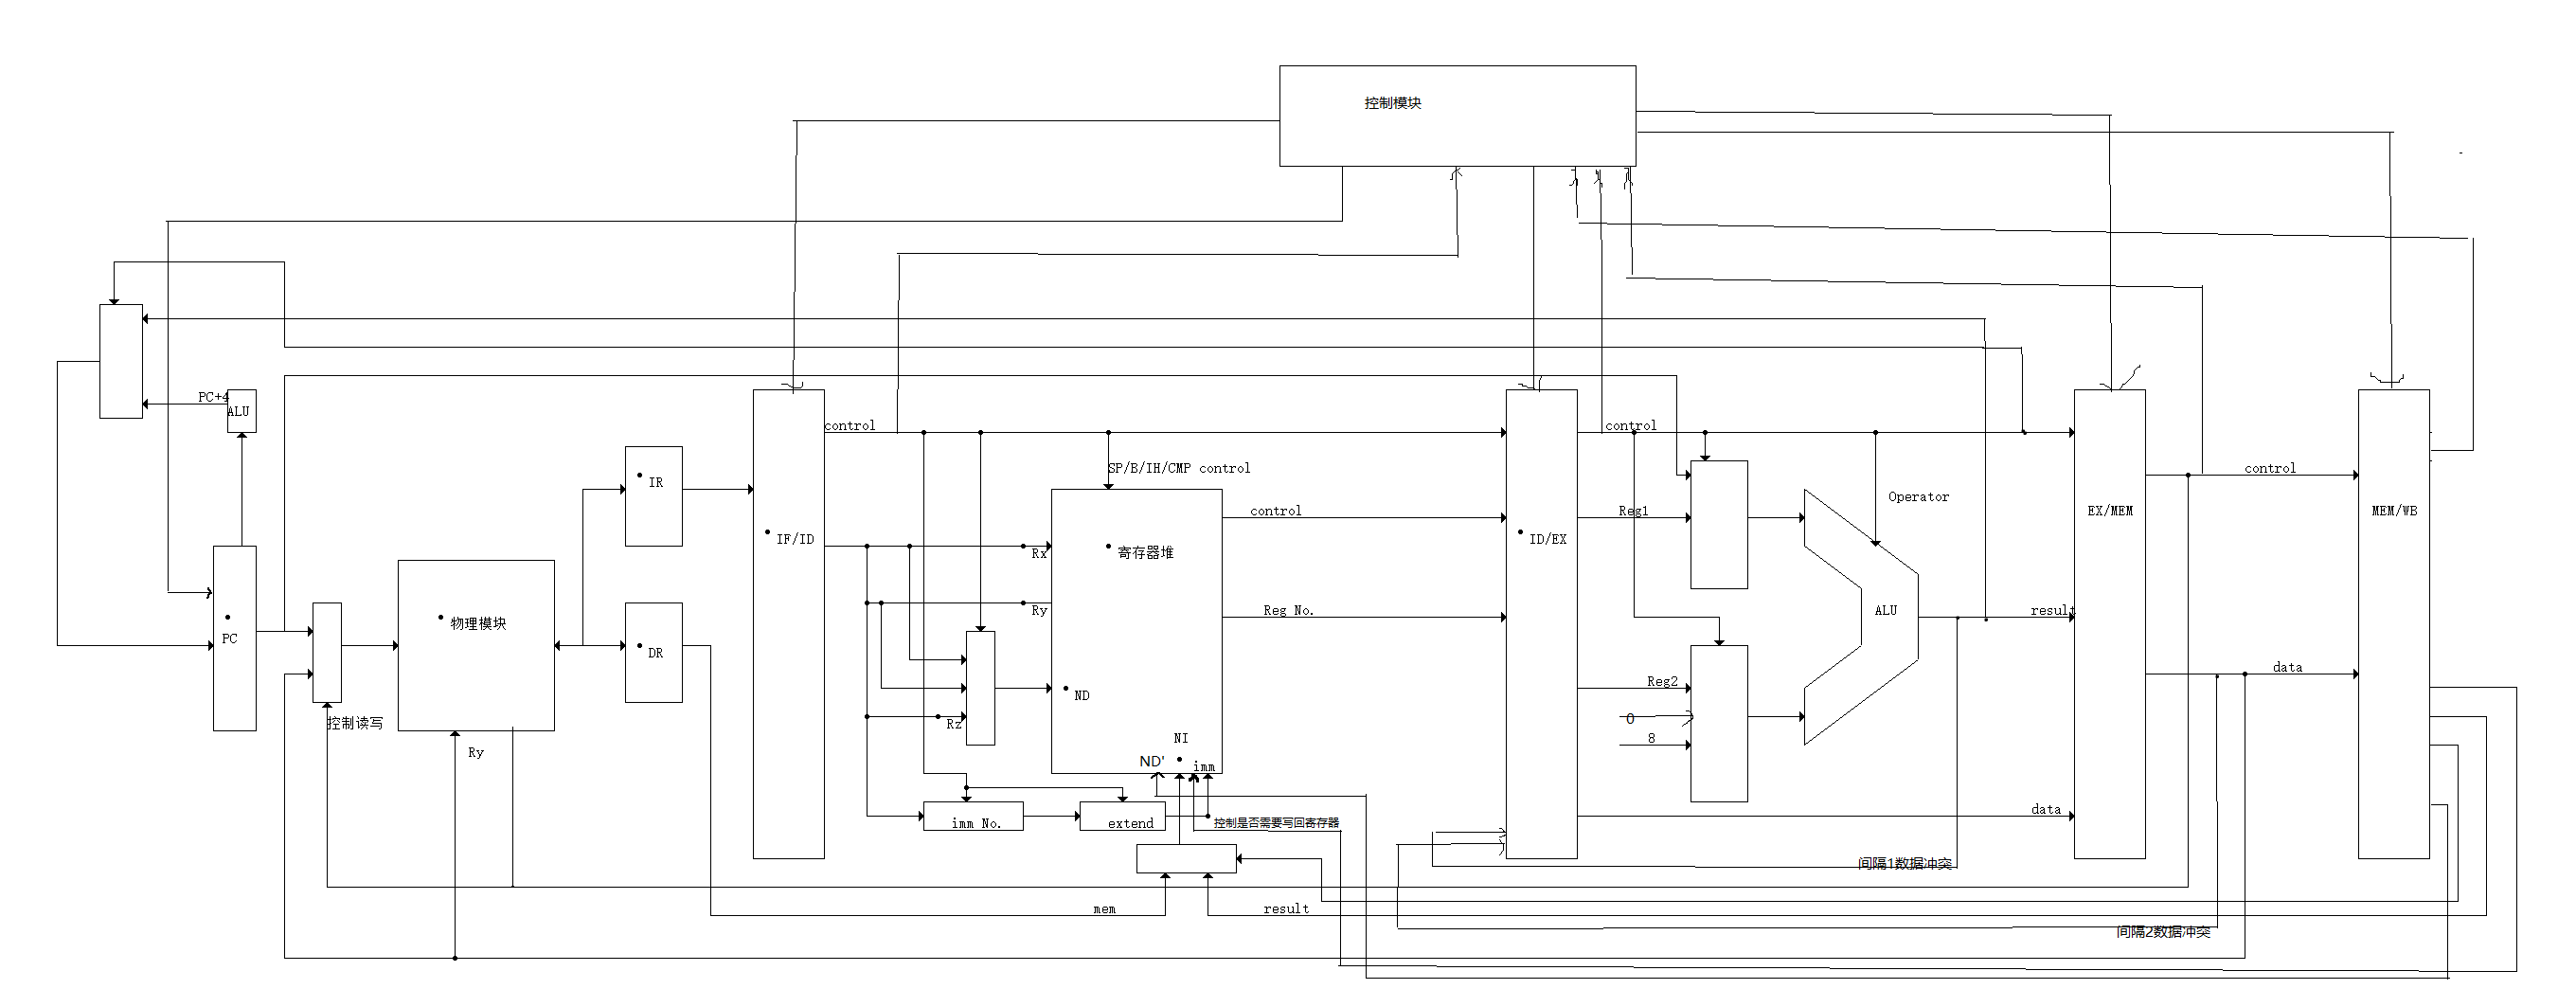 控制模块
PC+4
ALU
control
control
SP/B/IH/CMP control
control
IR
IF/ID
control
Reg1
Operator
EX/MEM
MEM/WB
ID/EX
Rx
寄存器堆
Ry
Reg No.
ALU
result
物理模块
PC
DR
data
ND
Reg2
Rz
控制读写
0
8
Ry
NI
ND'
imm
imm No.
extend
控制是否需要写回寄存器
data
间隔1数据冲突
mem
result
间隔2数据冲突